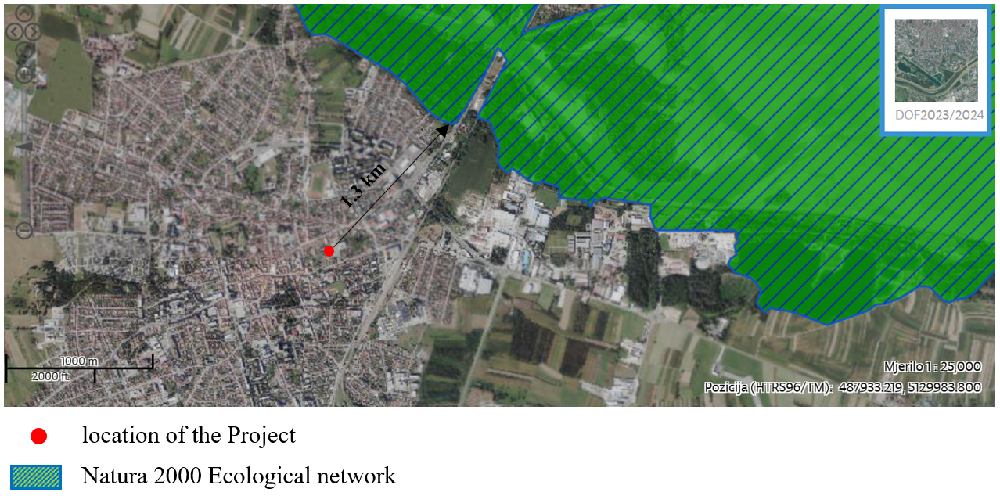 DOF2023/2024
1.3 km
1000 m
2000 ft
Mjerilo 1 : 25,000
Pozicija (HTRS96/TM): 487933.219, 5129983.800
location of the Project
Natura 2000 Ecological network